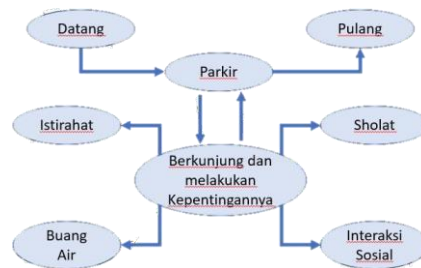 Datang
Pulang
Parkir
Istirahat
Sholat
Berkunjung dan
melakukan
Kepentingannya
Buang
Air
Interaksi
Sosial